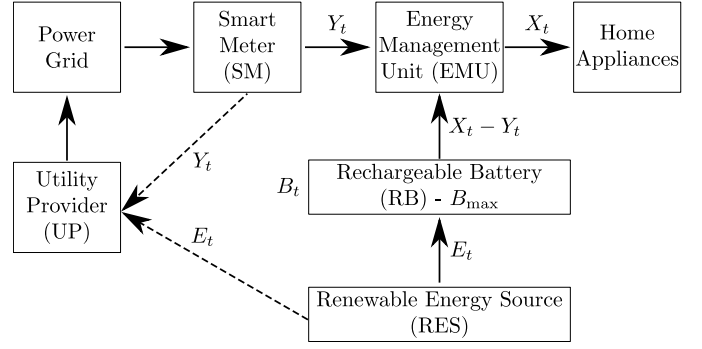 Power
Grid
Smart
Meter
(SM)
Y_t
Energy
Management
Unit (EMU)
X_t
Home
Appliances
X_t − Y_t
Utility
Provider
(UP)
Y_t
B_t
Rechargeable Battery
(RB) - B_max
E_t
E_t
Renewable Energy Source
(RES)